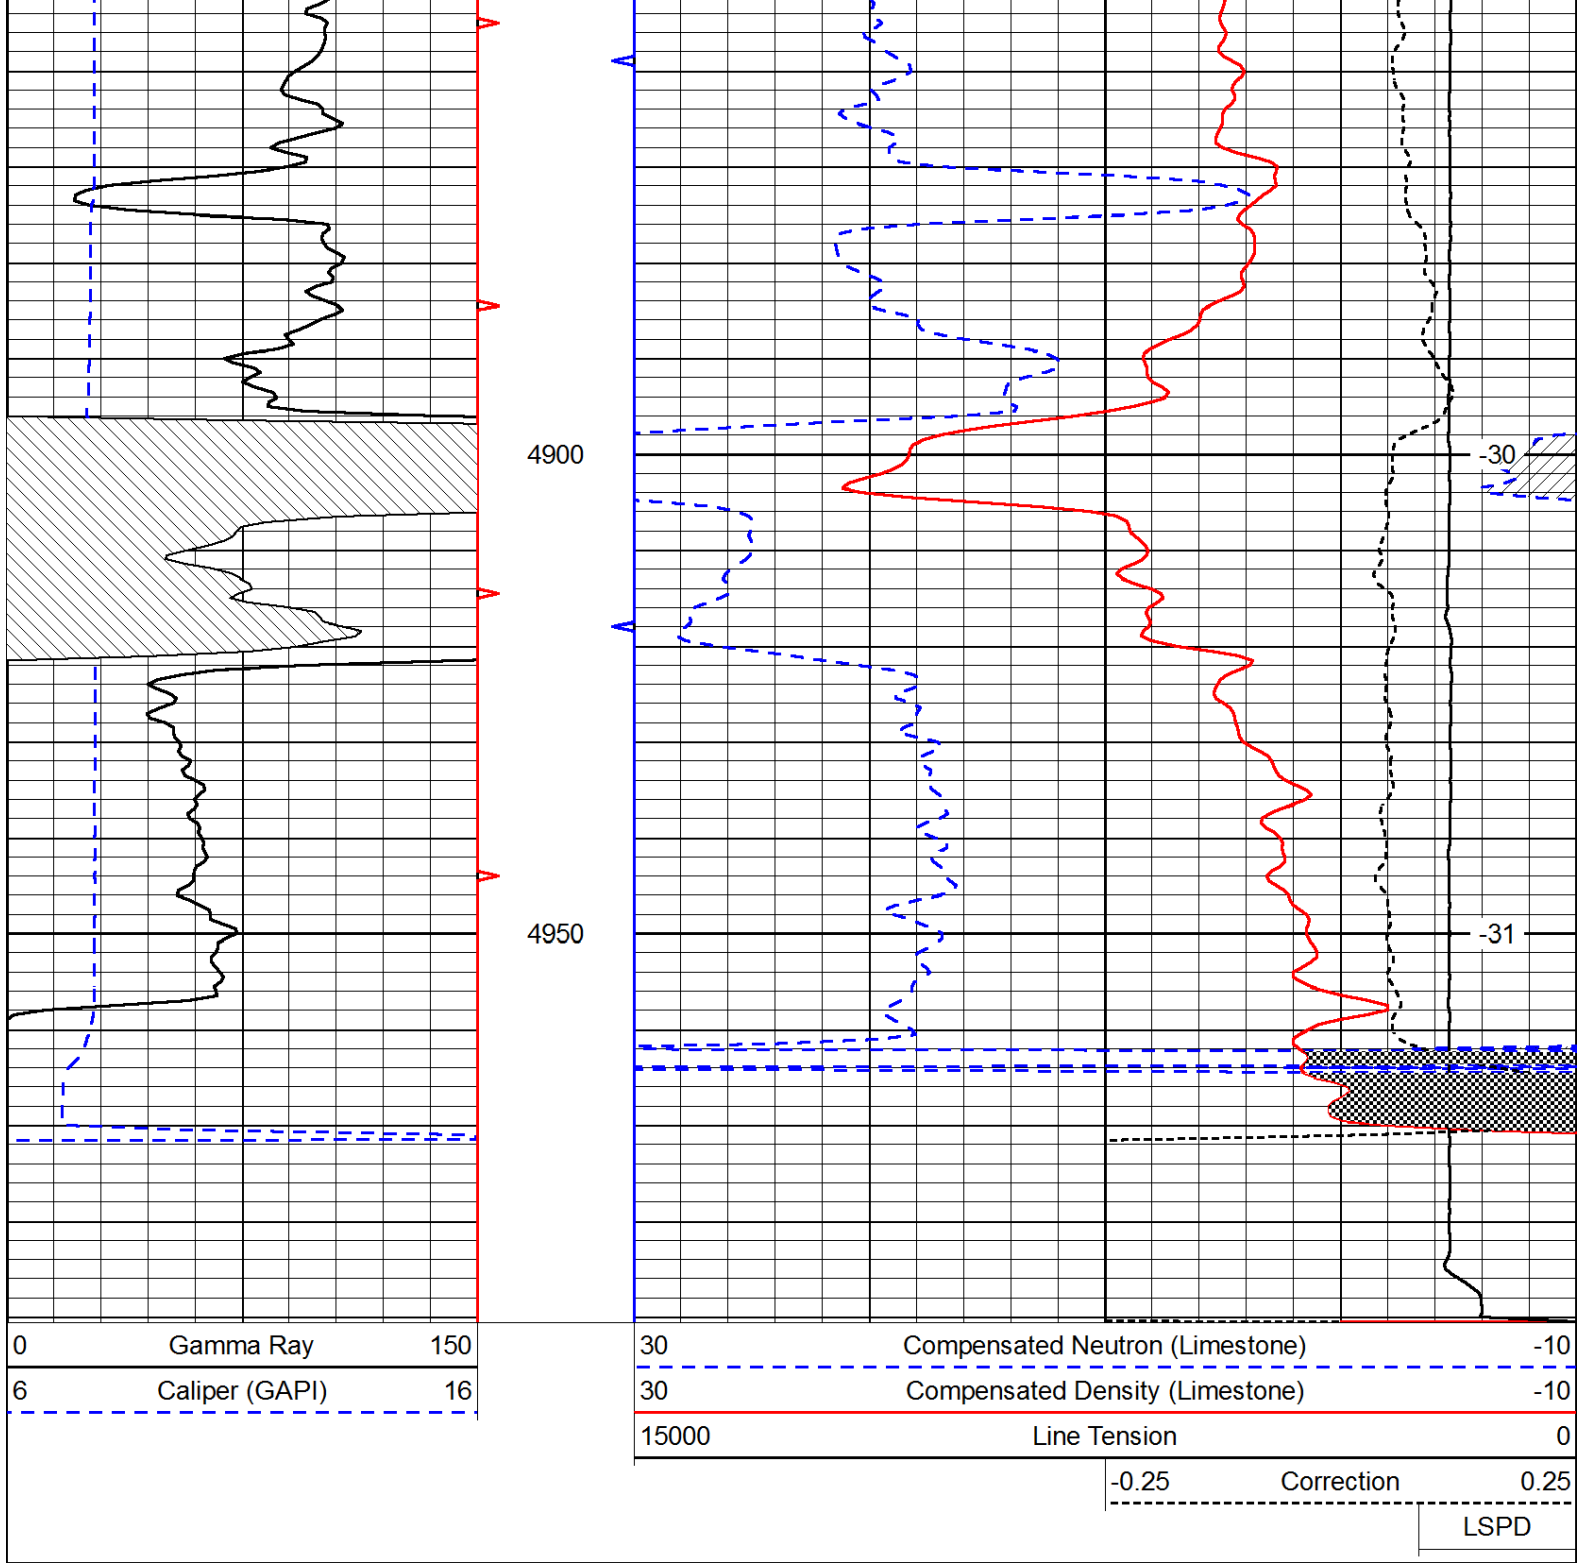 4900
-30
4950
-31
0 Gamma Ray 150
6 Caliper (GAPI) 16
30 Compensated Neutron (Limestone) -10
30 Compensated Density (Limestone) -10
15000 Line Tension 0
-0.25 Correction 0.25
LSPD